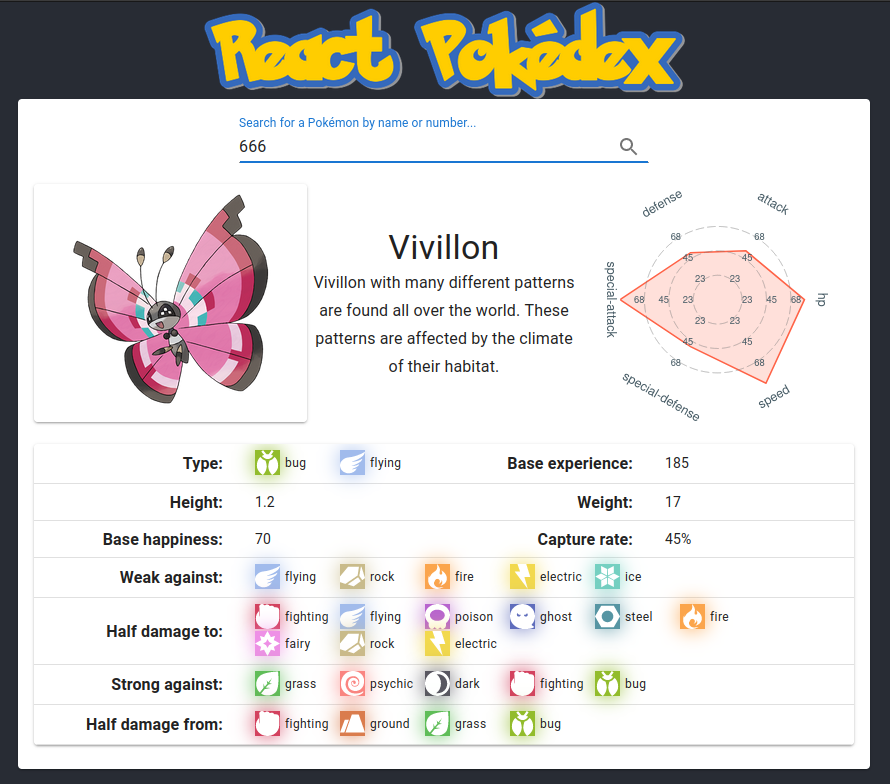 React Pokédex
Search for a Pokémon by name or number...
666
Vivillon
Vivillon with many different patterns
are found all over the world. These
patterns are affected by the climate
of their habitat.
defense
attack
68 68
45 45
23 23
special-attack
68 45 23 23 45 68
hp
23 23
45 45
68 68
special-defense
speed
Type: bug flying Base experience: 185
Height: 1.2 Weight: 17
Base happiness: 70 Capture rate: 45%
Weak against: flying rock fire electric ice
Half damage to: fighting flying poison ghost steel fire
fairy rock electric
Strong against: grass psychic dark fighting bug
Half damage from: fighting ground grass bug